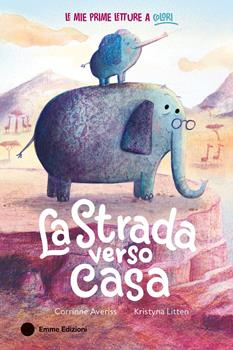 LE MIE PRIME LETTURE A COLORI
La Strada
verso
casa
Corrinne Averiss Kristyna Litten
Emme Edizioni